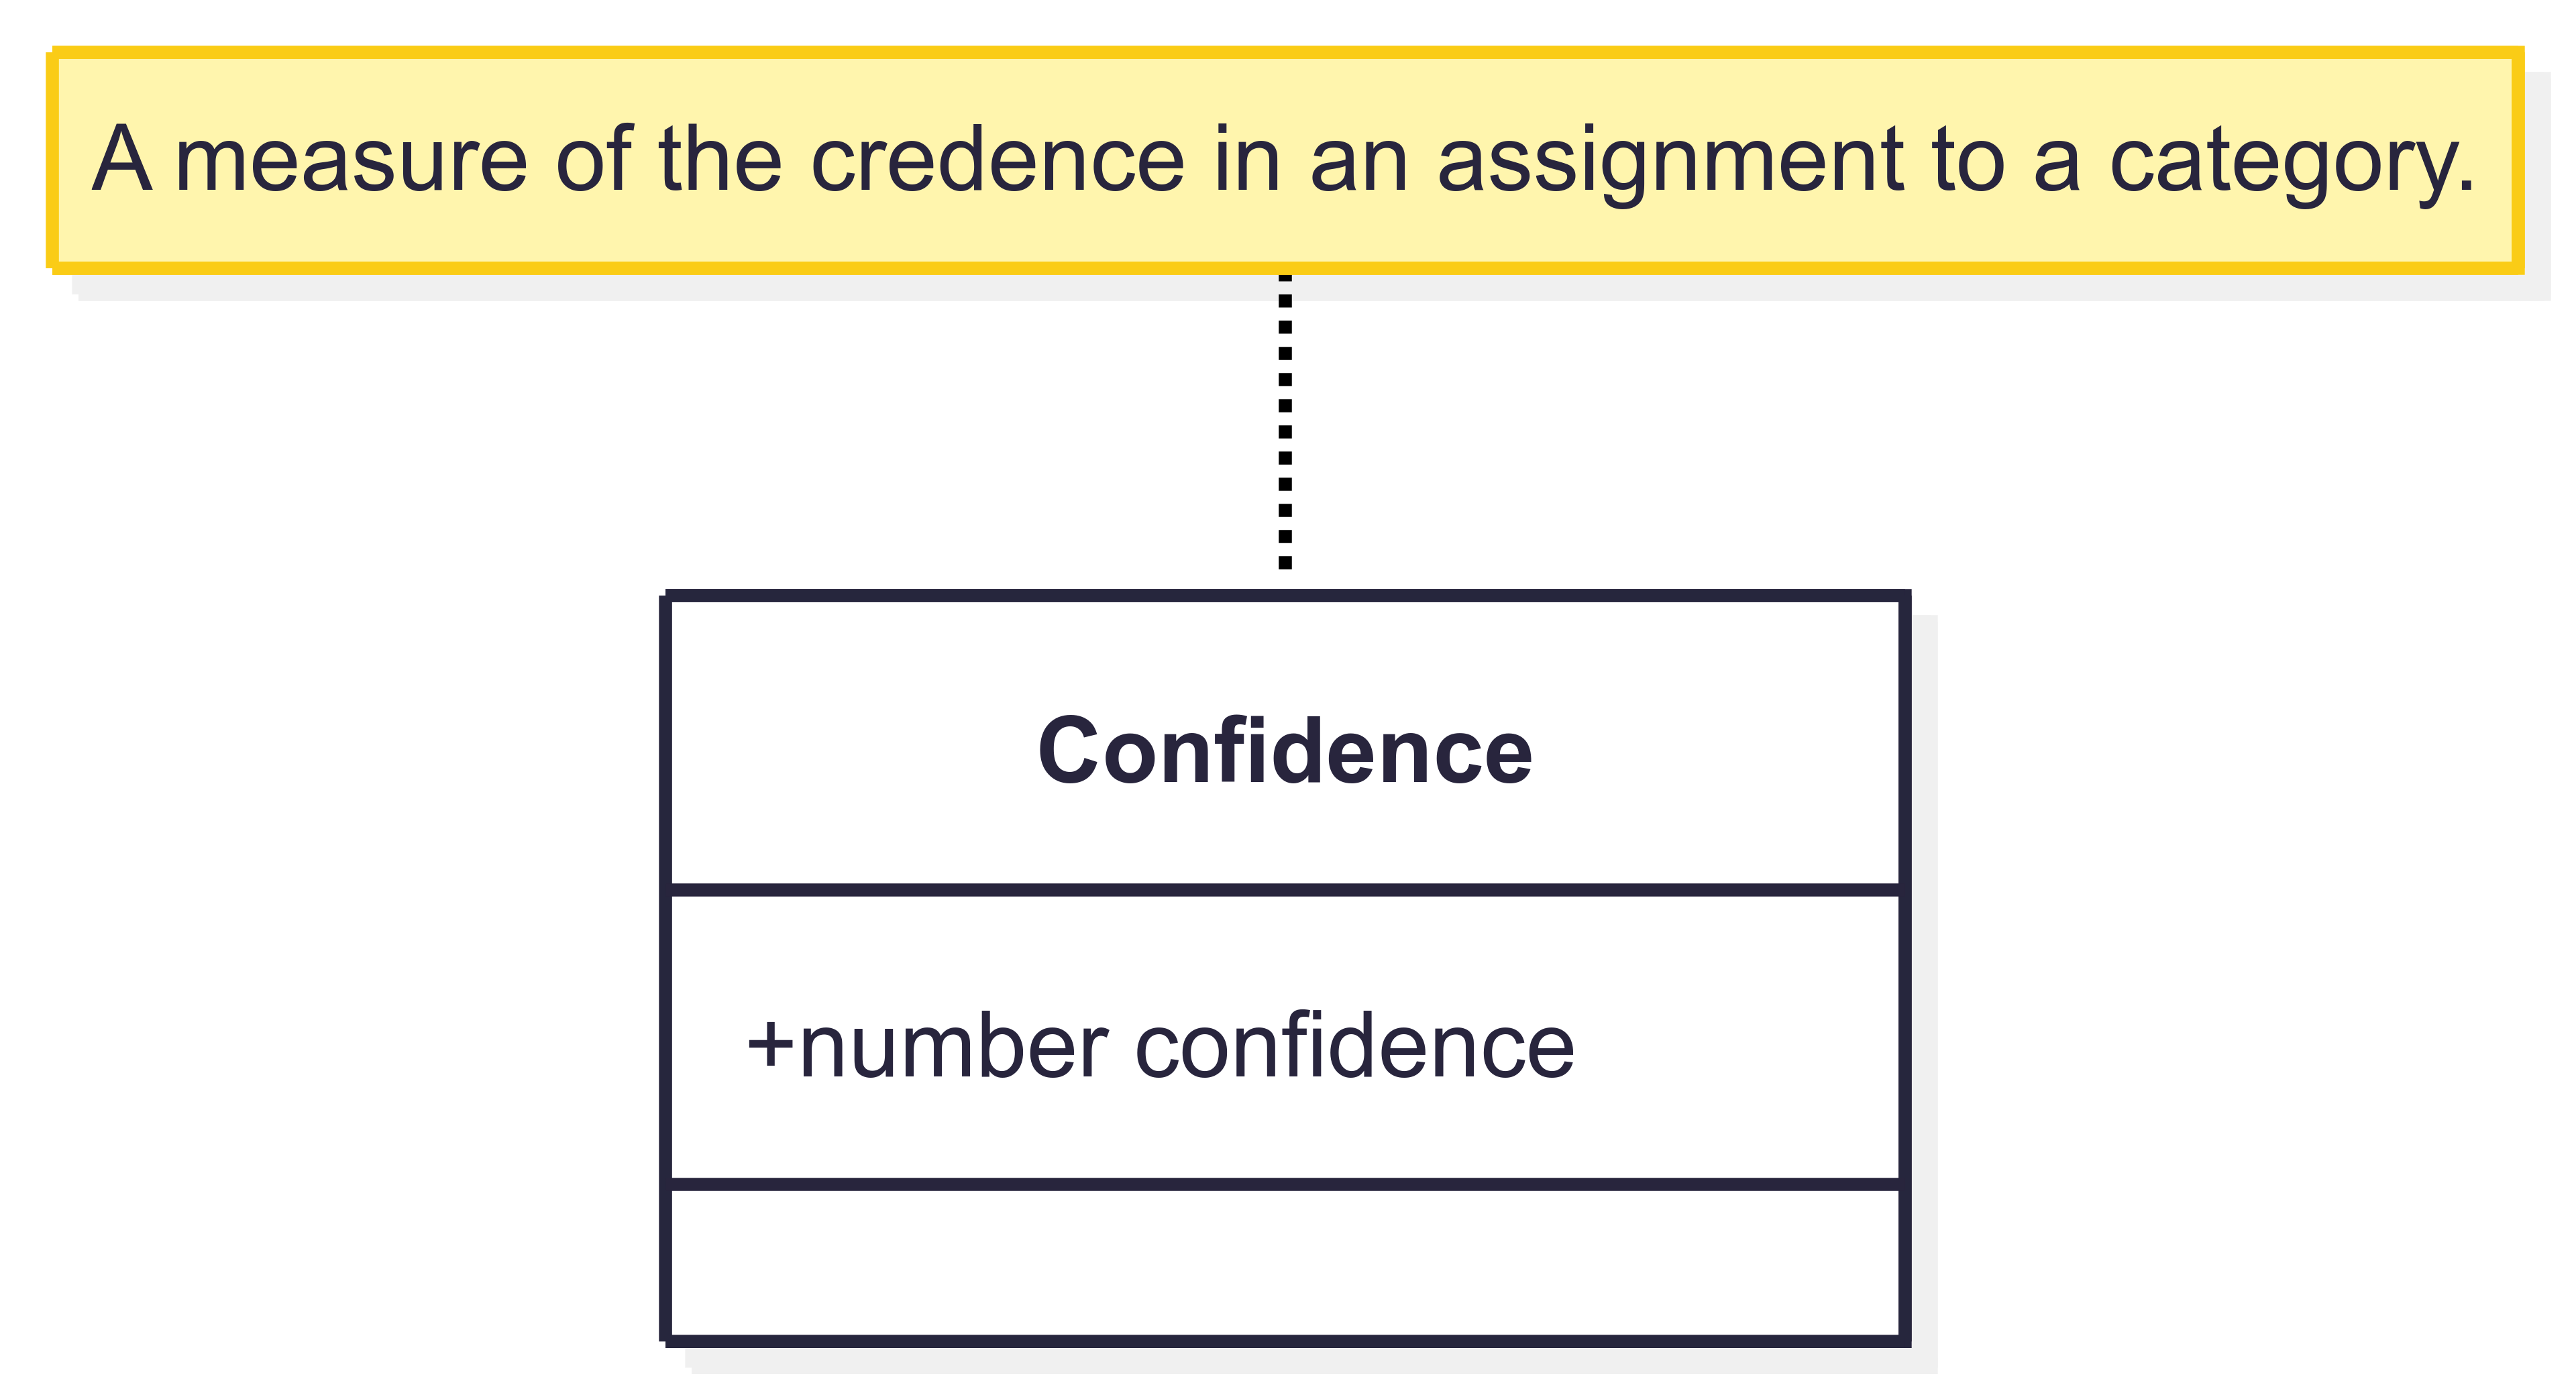 A measure of the credence in an assignment to a category.
Confidence
+number confidence